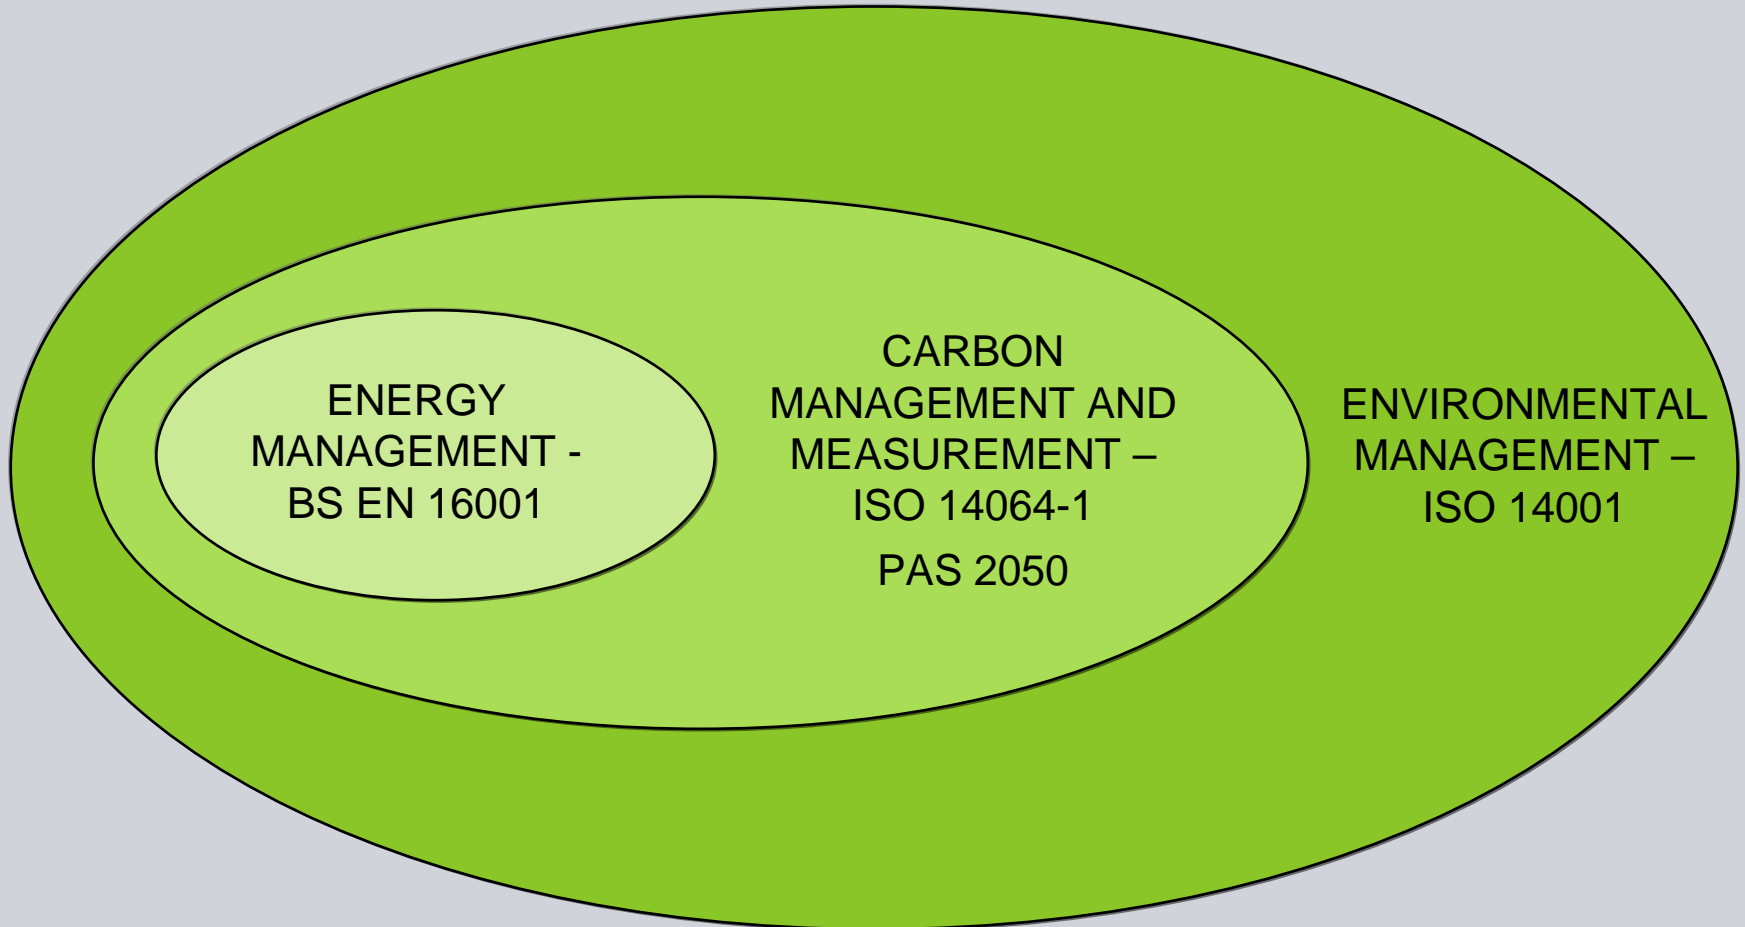 ENERGY
MANAGEMENT -
BS EN 16001
CARBON
MANAGEMENT AND
MEASUREMENT –
ISO 14064-1
PAS 2050
ENVIRONMENTAL
MANAGEMENT –
ISO 14001